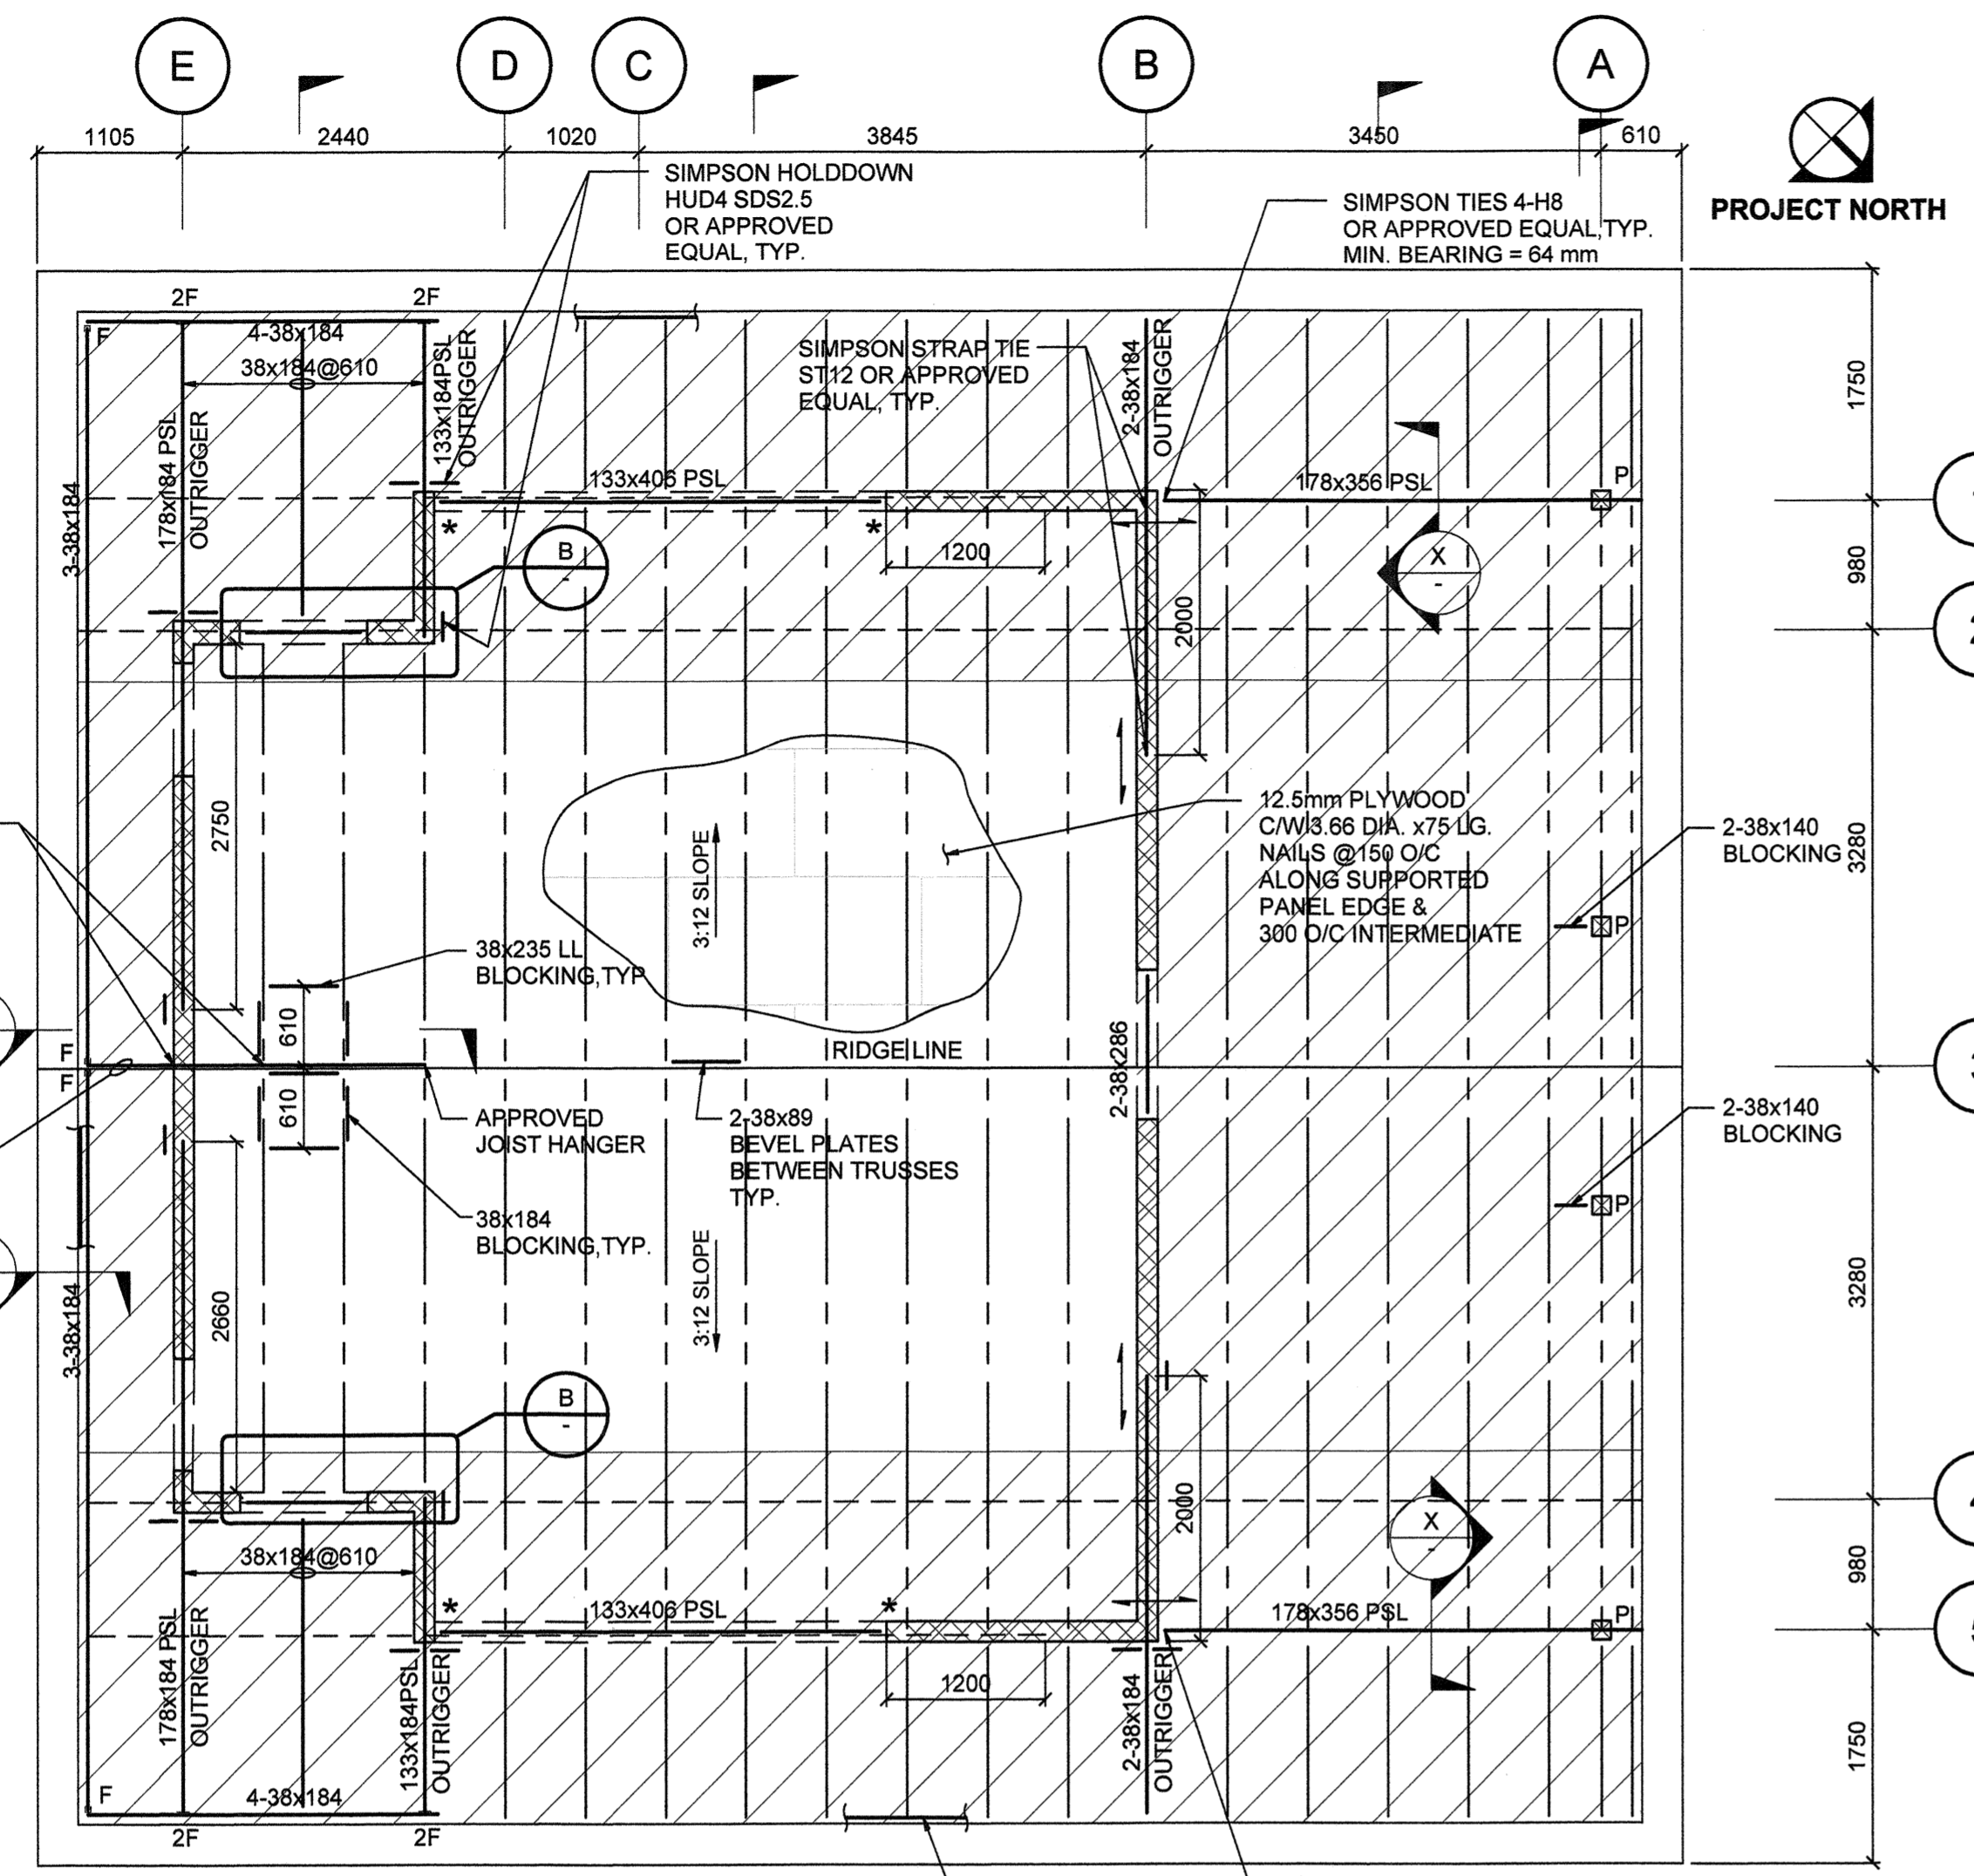 E
D
C
B
A
1105
2440
1020
3845
3450
610
PROJECT NORTH
SIMPSON HOLDDOWN
HUD4 SDS2.5
OR APPROVED
EQUAL, TYP.
SIMPSON TIES 4-H8
OR APPROVED EQUAL,TYP.
MIN. BEARING = 64 mm
2F
2F
F
4-38x184
38x184@610
178x184 PSL
OUTRIGGER
133x184PSL
OUTRIGGER
3-38x184
SIMPSON STRAP TIE
ST12 OR APPROVED
EQUAL, TYP.
2-38x184
OUTRIGGER
1750
133x406 PSL
178x356 PSL
P
*
*
B
-
1200
X
-
980
2000
2750
3:12 SLOPE
12.5mm PLYWOOD
C/W 3.66 DIA. x75 LG.
NAILS @150 O/C
ALONG SUPPORTED
PANEL EDGE &
300 O/C INTERMEDIATE
2-38x140
BLOCKING
3280
P
38x235 LL
BLOCKING,TYP
610
RIDGE LINE
2-38x286
F
F
610
APPROVED
JOIST HANGER
2-38x89
BEVEL PLATES
BETWEEN TRUSSES
TYP.
2-38x140
BLOCKING
P
38x184
BLOCKING,TYP.
3:12 SLOPE
3280
3-38x184
2660
B
-
2000
X
-
980
38x184@610
*
133x406 PSL
*
178x356 PSL
P
178x184 PSL
OUTRIGGER
133x184PSL
OUTRIGGER
1200
2-38x184
OUTRIGGER
1750
F
4-38x184
2F
2F